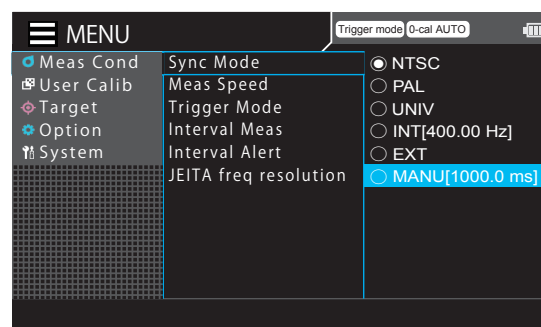 MENU
Trigger mode 0-cal AUTO
Meas Cond
User Calib
Target
Option
System
Sync Mode
Meas Speed
Trigger Mode
Interval Meas
Interval Alert
JEITA freq resolution
NTSC
PAL
UNIV
INT[400.00 Hz]
EXT
MANU[1000.0 ms]